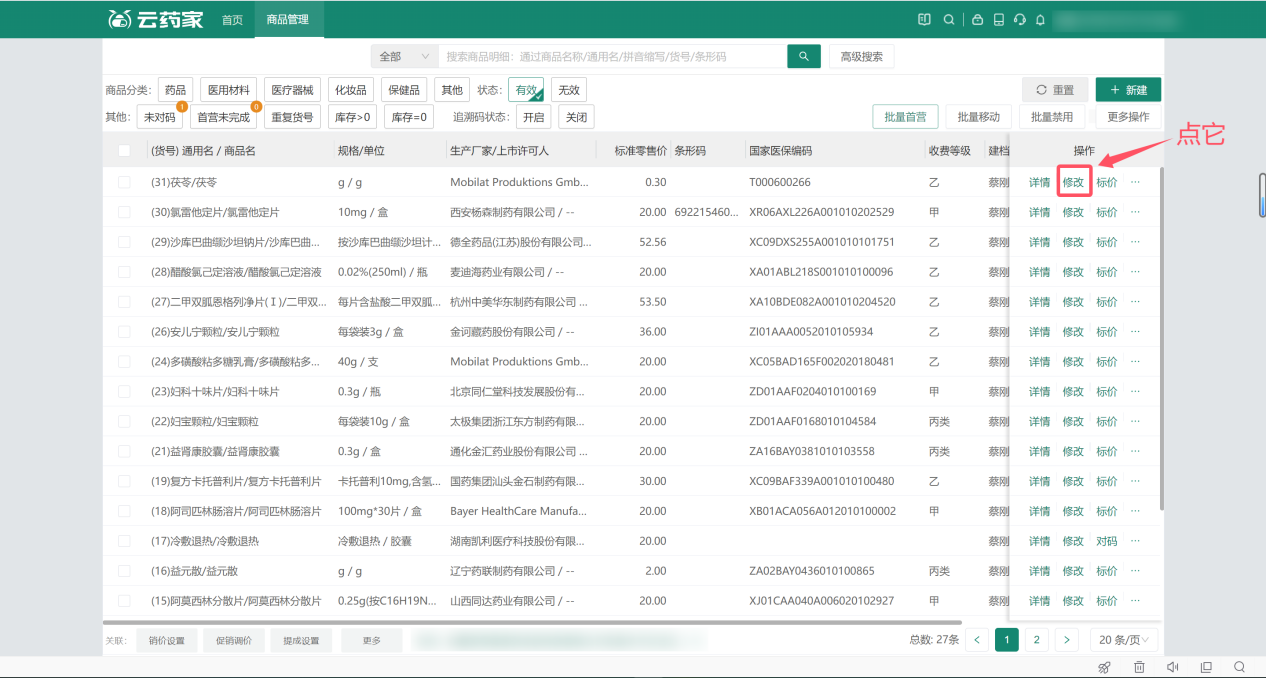 云药家 首页 商品管理
全部 搜索商品明细：通过商品名称/通用名/拼音缩写/货号/条形码 高级搜索
商品分类： 药品 医用材料 医疗器械 化妆品 保健品 其他 状态： 有效 无效 重置 + 新建
其他： 未对码 1 首营未完成 0 重复货号 库存>0 库存=0 追溯码状态： 开启 关闭 批量首营 批量移动 批量禁用 更多操作
点它
(货号) 通用名 / 商品名 规格/单位 生产厂家/上市许可人 标准零售价 条形码 国家医保编码 收费等级 建档 操作
(31)茯苓/茯苓 g / g Mobilat Produktions Gmb... 0.30 T000600266 乙 蔡刚 详情 修改 标价 ...
(30)氯雷他定片/氯雷他定片 10mg / 盒 西安杨森制药有限公司 / -- 20.00 692215460... XR06AXL226A001010202529 甲 蔡刚 详情 修改 标价 ...
(29)沙库巴曲缬沙坦钠片/沙库巴曲... 按沙库巴曲缬沙坦计... 德全药品(江苏)股份有限公司... 52.56 XC09DXS255A001010101751 乙 蔡刚 详情 修改 标价 ...
(28)醋酸氯己定溶液/醋酸氯己定溶液 0.02%(250ml) / 瓶 麦迪海药业有限公司 / -- 20.00 XA01ABL218S001010100096 乙 蔡刚 详情 修改 标价 ...
(27)二甲双胍恩格列净片(Ⅰ)/二甲双... 每片含盐酸二甲双胍... 杭州中美华东制药有限公司 ... 53.50 XA10BDE082A001010204520 乙 蔡刚 详情 修改 标价 ...
(26)安儿宁颗粒/安儿宁颗粒 每袋装3g / 盒 金诃藏药股份有限公司 / -- 36.00 ZI01AAA0052010105934 乙 蔡刚 详情 修改 标价 ...
(24)多磺酸粘多糖乳膏/多磺酸粘多... 40g / 支 Mobilat Produktions Gmb... 20.00 XC05BAD165F002020180481 乙 蔡刚 详情 修改 标价 ...
(23)妇科十味片/妇科十味片 0.3g / 瓶 北京同仁堂科技发展股份有... 20.00 ZD01AAF0204010100169 甲 蔡刚 详情 修改 标价 ...
(22)妇宝颗粒/妇宝颗粒 每袋装10g / 盒 太极集团浙江东方制药有限... 20.00 ZD01AAF0168010104584 丙类 蔡刚 详情 修改 标价 ...
(21)益肾康胶囊/益肾康胶囊 0.3g / 盒 通化金汇药业股份有限公司 ... 20.00 ZA16BAY0381010103558 丙类 蔡刚 详情 修改 标价 ...
(19)复方卡托普利片/复方卡托普利片 卡托普利10mg,含氢... 国药集团汕头金石制药有限... 30.00 XC09BAF339A001010100480 乙 蔡刚 详情 修改 标价 ...
(18)阿司匹林肠溶片/阿司匹林肠溶片 100mg*30片 / 盒 Bayer HealthCare Manufa... 20.00 XB01ACA056A012010100002 甲 蔡刚 详情 修改 标价 ...
(17)冷敷退热/冷敷退热 冷敷退热 / 胶囊 湖南凯利医疗科技股份有限... 20.00 蔡刚 详情 修改 对码 ...
(16)益元散/益元散 g / g 辽宁药联制药有限公司 / -- 2.00 ZA02BAY0436010100865 丙类 蔡刚 详情 修改 标价 ...
(15)阿莫西林分散片/阿莫西林分散片 0.25g(按C16H19N... 山西同达药业有限公司 / -- 20.00 XJ01CAA040A006020102927 甲 蔡刚 详情 修改 标价 ...
关联： 销价设置 促销调价 提成设置 更多 总数: 27条 < 1 2 > 20 条/页